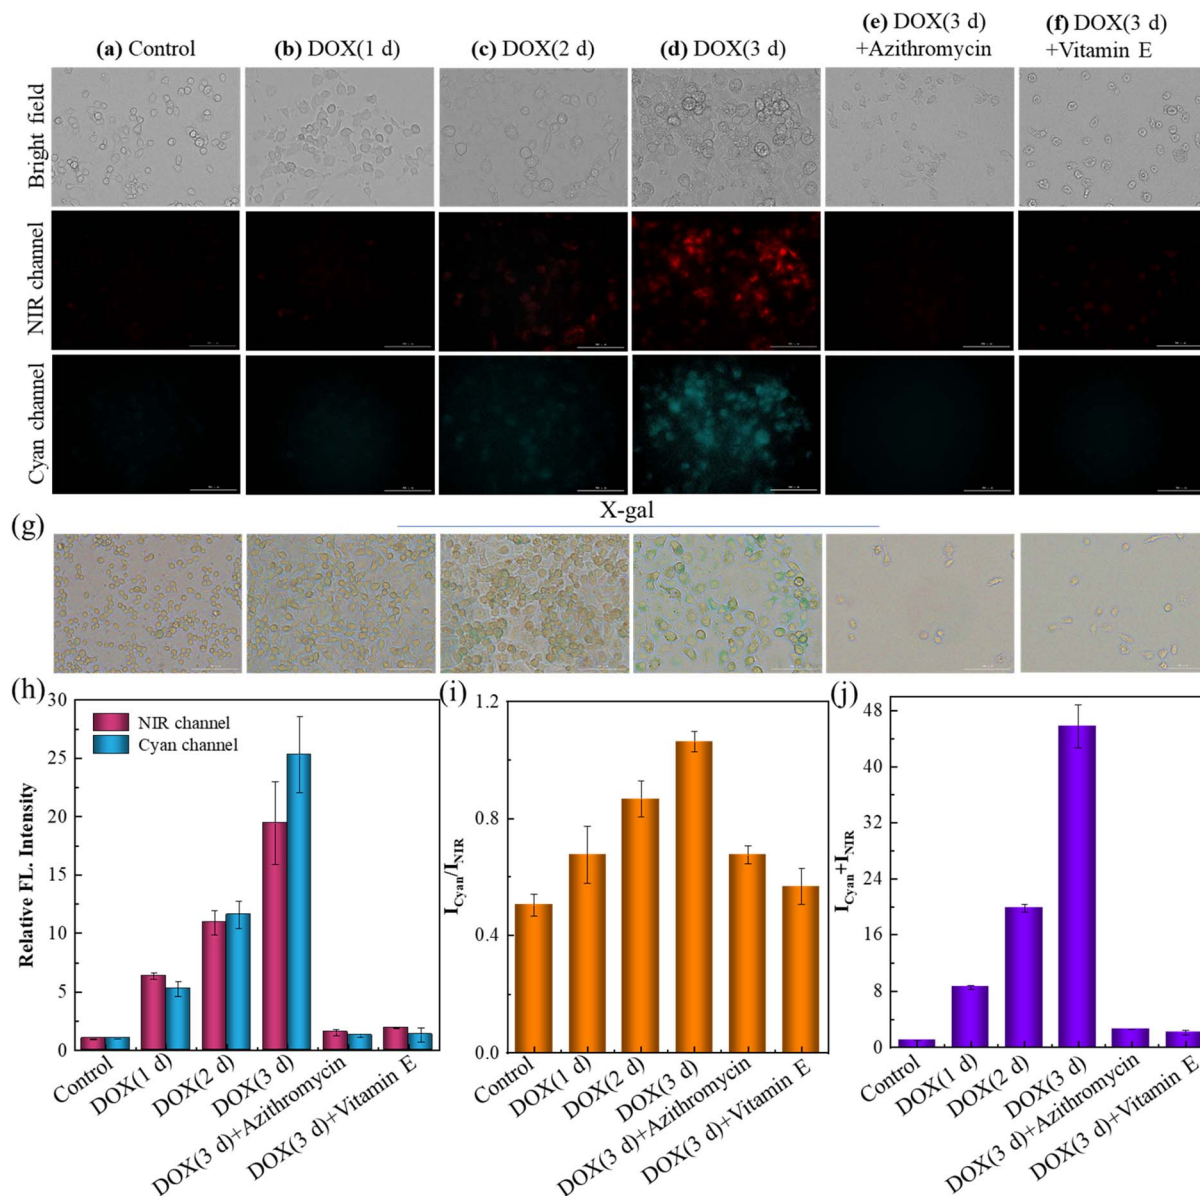 (e) DOX(3 d) (f) DOX(3 d)
(a) Control (b) DOX(1 d) (c) DOX(2 d) (d) DOX(3 d) +Azithromycin +Vitamin E
Bright field
NIR channel
Cyan channel
X-gal
(g)
(h)
30
25
20
15
10
5
0
Relative FL. Intensity
NIR channel
Cyan channel
Control
DOX(1 d)
DOX(2 d)
DOX(3 d)
DOX(3 d)+Azithromycin
DOX(3 d)+Vitamin E
(i)
1.2
0.8
0.4
0.0
I_Cyan/I_NIR
Control
DOX(1 d)
DOX(2 d)
DOX(3 d)
DOX(3 d)+Azithromycin
DOX(3 d)+Vitamin E
(j)
48
40
32
24
16
8
0
I_Cyan+I_NIR
Control
DOX(1 d)
DOX(2 d)
DOX(3 d)
DOX(3 d)+Azithromycin
DOX(3 d)+Vitamin E